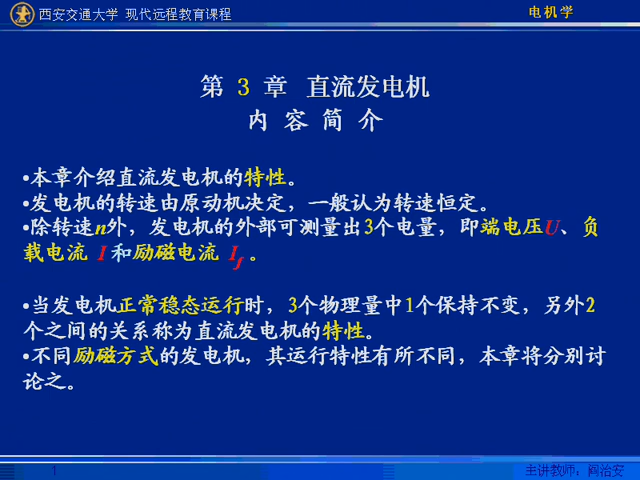 西安交通大学 现代远程教育课程
电机学
第 3 章 直流发电机
内 容 简 介
•本章介绍直流发电机的特性。
•发电机的转速由原动机决定，一般认为转速恒定。
•除转速n外，发电机的外部可测量出3个电量，即端电压U、负
载电流 I 和励磁电流 If 。
•当发电机正常稳态运行时，3个物理量中1个保持不变，另外2
个之间的关系称为直流发电机的特性。
•不同励磁方式的发电机，其运行特性有所不同，本章将分别讨
论之。
1
主讲教师：阎治安